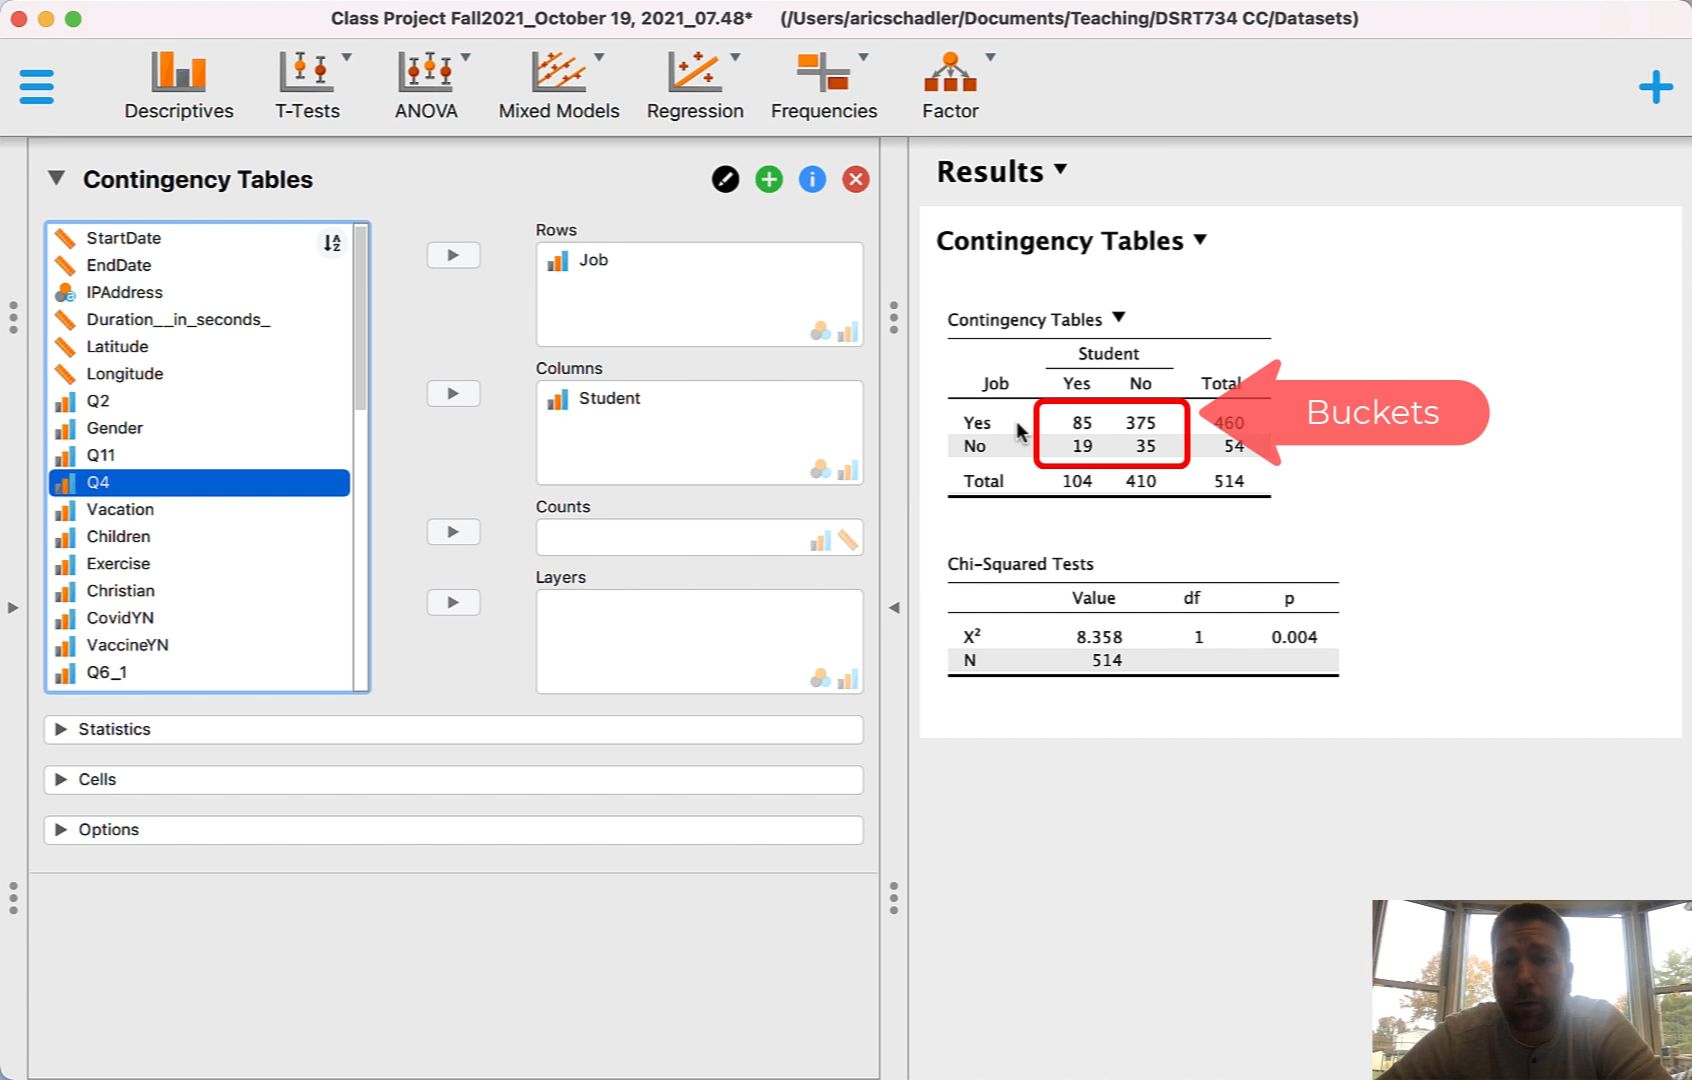 Class Project Fall2021_October 19, 2021_07.48* (/Users/aricschadler/Documents/Teaching/DSRT734 CC/Datasets)
Descriptives T-Tests ANOVA Mixed Models Regression Frequencies Factor
Contingency Tables
StartDate
EndDate
IPAddress
Duration__in_seconds_
Latitude
Longitude
Q2
Gender
Q11
Q4
Vacation
Children
Exercise
Christian
CovidYN
VaccineYN
Q6_1
Rows
Job
Columns
Student
Counts
Layers
Statistics
Cells
Options
Results
Contingency Tables
Contingency Tables
Student
Job Yes No Total
Yes 85 375 460
No 19 35 54
Total 104 410 514
Buckets
Chi-Squared Tests
Value df p
X² 8.358 1 0.004
N 514